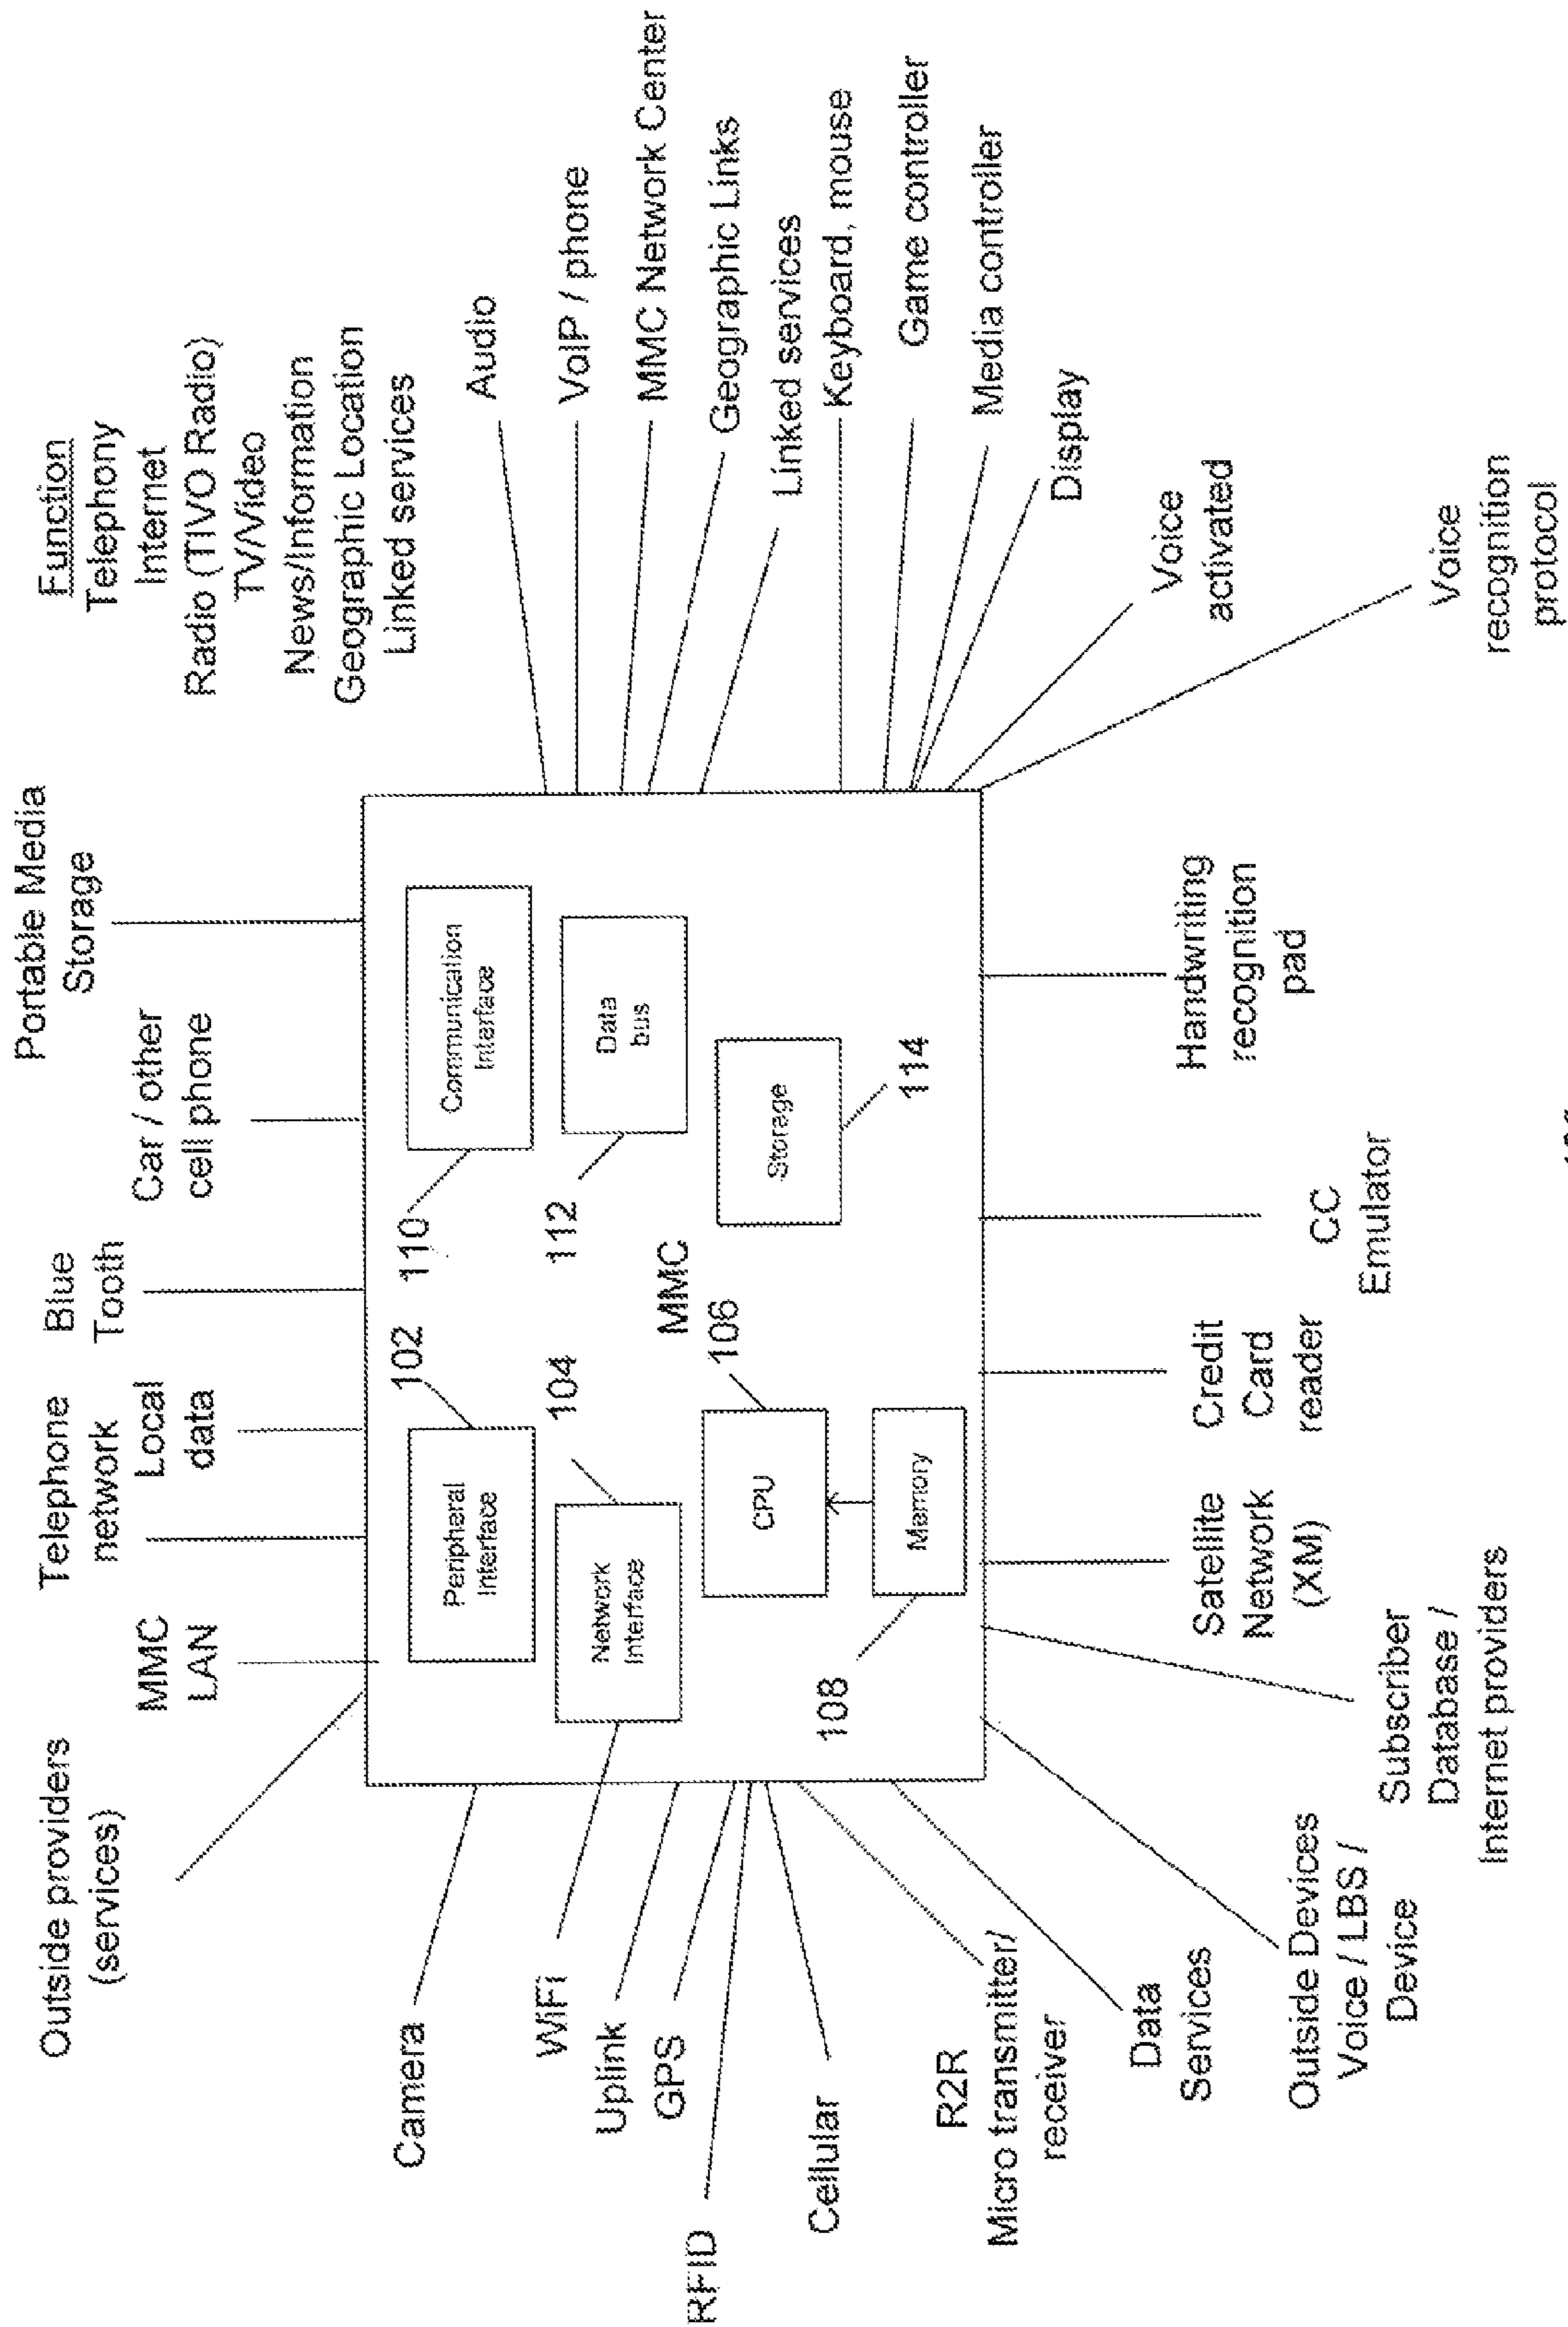 Outside providers
(services)
MMC
LAN
Telephone
network
Local
data
Blue
Tooth
Car / other
cell phone
Portable Media
Storage
Function
Telephony
Internet
Radio (TIVO Radio)
TV/Video
News/Information
Geographic Location
Linked services
Camera
WiFi
Uplink
GPS
RFID
Cellular
R2R
Micro transmitter/
receiver
Data
Services
Outside Devices
Voice / LBS /
Device
Peripheral
Interface
102
Network
Interface
104
MMC
CPU
106
Memory
108
Communication
Interface
110
Data
bus
112
Storage
114
Audio
VoIP / phone
MMC Network Center
Geographic Links
Linked services
Keyboard, mouse
Game controller
Media controller
Display
Voice
activated
Voice
recognition
protocol
Subscriber
Database /
Internet providers
Satellite
Network
(XM)
Credit
Card
reader
CC
Emulator
Handwriting
recognition
pad